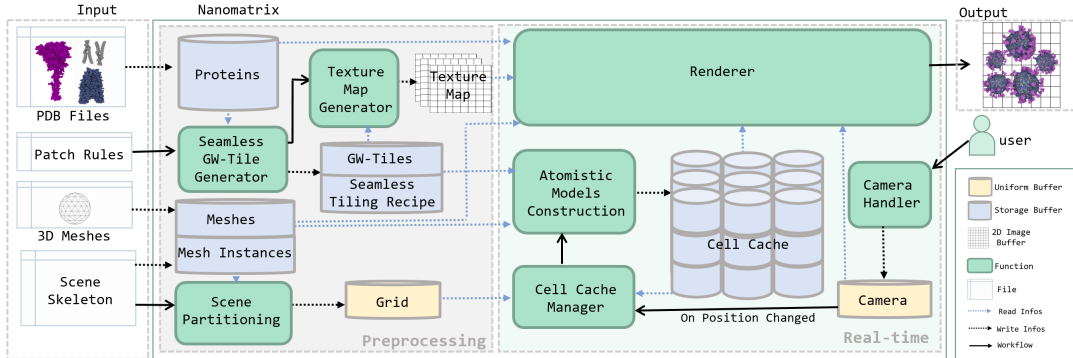 Input
Nanomatrix
Output
PDB Files
Proteins
Texture
Map
Generator
Texture
Map
Renderer
Patch Rules
Seamless
GW-Tile
Generator
GW-Tiles
Seamless
Tiling Recipe
Atomistic
Models
Construction
Cell Cache
Camera
Handler
user
3D Meshes
Meshes
Mesh Instances
Scene
Skeleton
Scene
Partitioning
Grid
Cell Cache
Manager
On Position Changed
Camera
Preprocessing
Real-time
Uniform Buffer
Storage Buffer
2D Image
Buffer
Function
File
Read Infos
Write Infos
Workflow